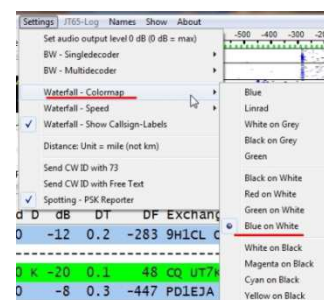 Settings JT65-Log Names Show About
Set audio output level 0 dB (0 dB = max)
BW - Singledecoder
BW - Multidecoder
Waterfall - Colormap
Waterfall - Speed
Waterfall - Show Callsign-Labels
Distance: Unit = mile (not km)
Send CW ID with 73
Send CW ID with Free Text
Spotting - PSK Reporter
-500 -400 -300
Blue
Linrad
White on Grey
Black on Grey
Green
Black on White
Red on White
Green on White
Blue on White
White on Black
Magenta on Black
Cyan on Black
Yellow on Black
D dB DT DF Exchang
0 -12 0.2 -283 9H1CL
0 K -20 0.1 48 CQ UT7K
0 -8 0.3 -447 PD1EJA